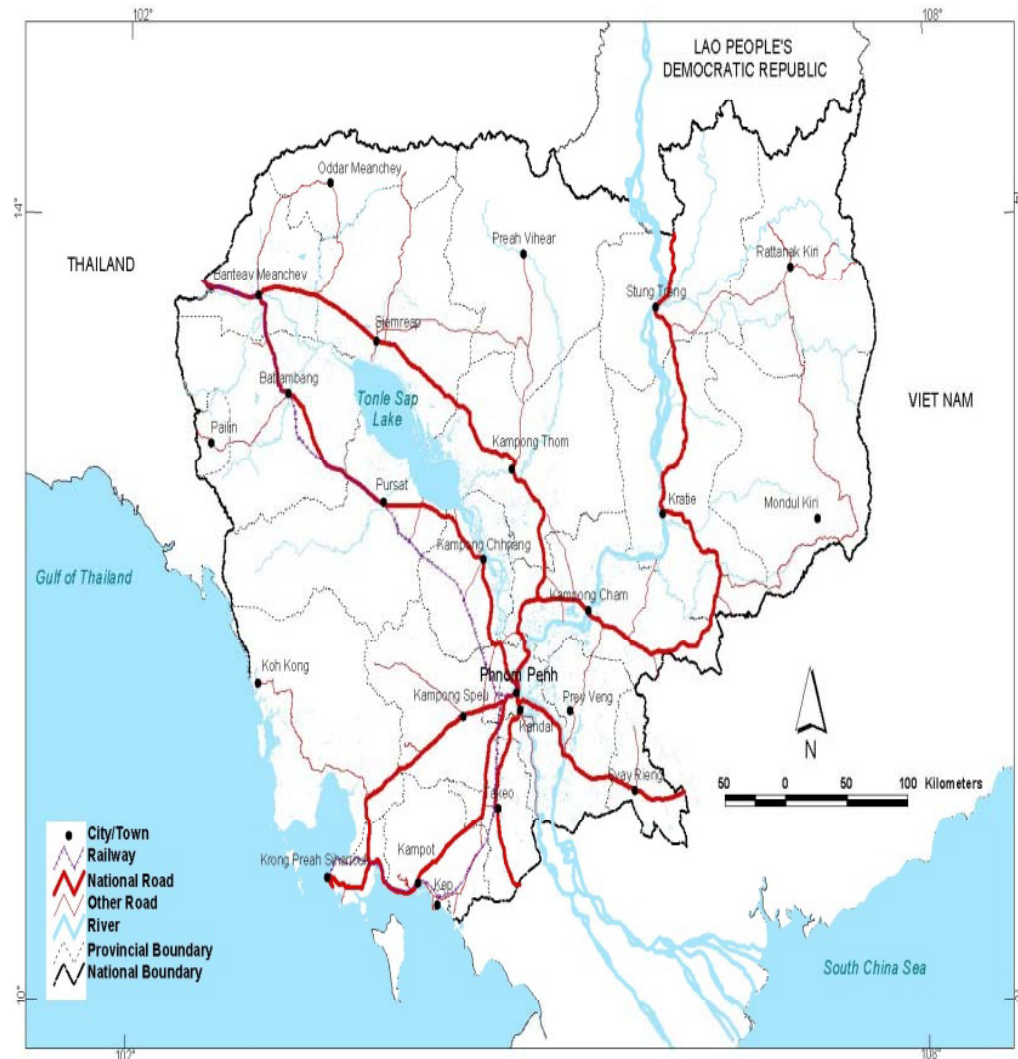 102°
108°
LAO PEOPLE'S
DEMOCRATIC REPUBLIC
Oddar Meanchey
14°
THAILAND
Preah Vihear
Rattanak Kiri
Banteay Meanchey
Stung Treng
Siemreap
Battambang
Tonle Sap
Lake
VIET NAM
Pailin
Kampong Thom
Pursat
Kratie
Mondul Kiri
Kampong Chhnang
Gulf of Thailand
Kampong Cham
Koh Kong
Phnom Penh
Kampong Speu
Prey Veng
Kandal
N
Svay Rieng
50 0 50 100 Kilometers
Takeo
City/Town
Railway
National Road
Other Road
River
Provincial Boundary
National Boundary
Kampot
Krong Preah Sihanouk
Kep
South China Sea
10°
102°
108°